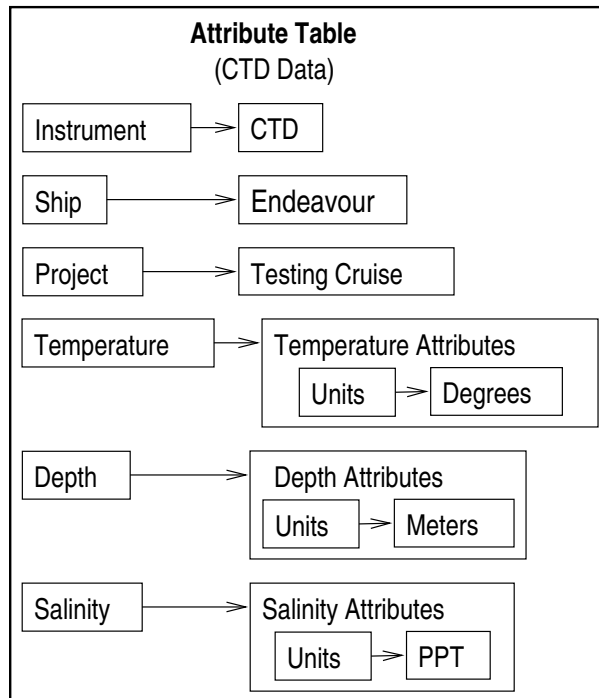 Attribute Table
(CTD Data)
Instrument CTD
Ship Endeavour
Project Testing Cruise
Temperature Temperature Attributes
Units Degrees
Depth Depth Attributes
Units Meters
Salinity Salinity Attributes
Units PPT